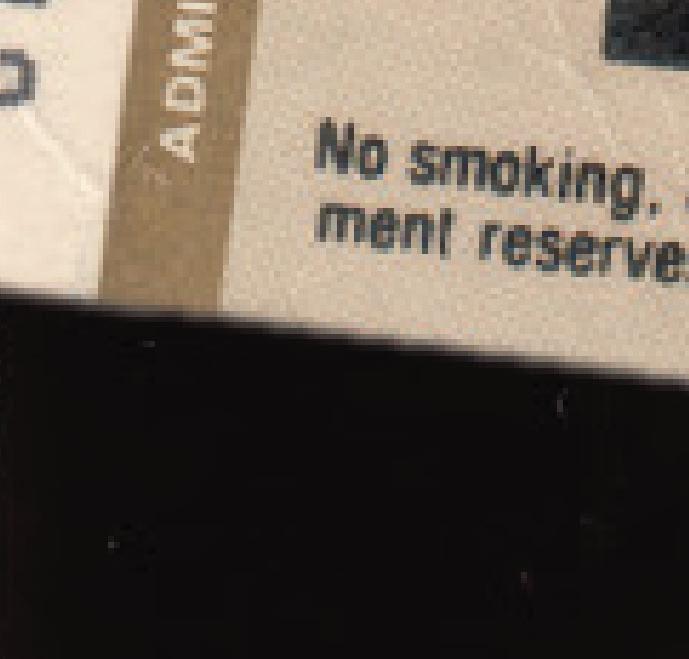 ADMI
No smoking,
ment reserve